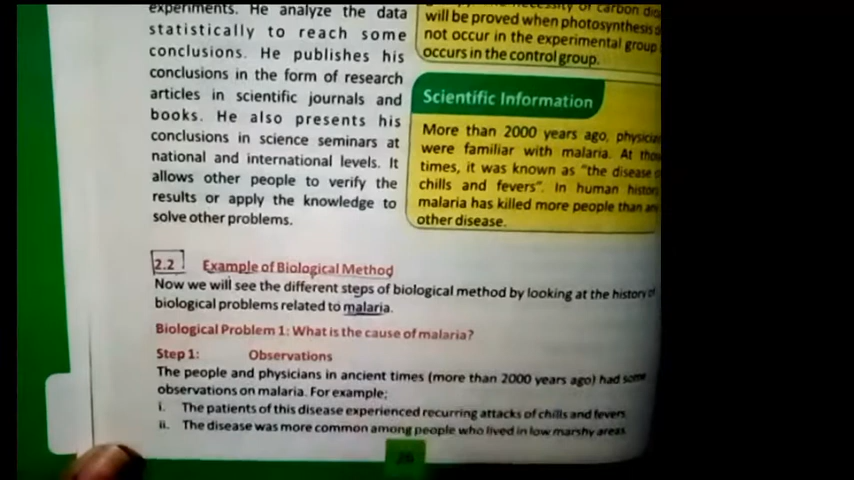 experiments. He analyze the data
statistically to reach some
conclusions. He publishes his
conclusions in the form of research
articles in scientific journals and
books. He also presents his
conclusions in science seminars at
national and international levels. It
allows other people to verify the
results or apply the knowledge to
solve other problems.
necessity of carbon
will be proved when photosynthesis
not occur in the experimental group
occurs in the control group.
Scientific Information
More than 2000 years ago,
were familiar with malaria. At
times, it was known as "the disease
chills and fevers". In human
malaria has killed more people than
other disease.
2.2 Example of Biological Method
Now we will see the different steps of biological method by looking at the history of
biological problems related to malaria.
Biological Problem 1: What is the cause of malaria?
Step 1: Observations
The people and physicians in ancient times (more than 2000 years ago) had some
observations on malaria. For example;
i. The patients of this disease experienced recurring attacks of chills and fevers.
ii. The disease was more common among people who lived in low marshy areas.